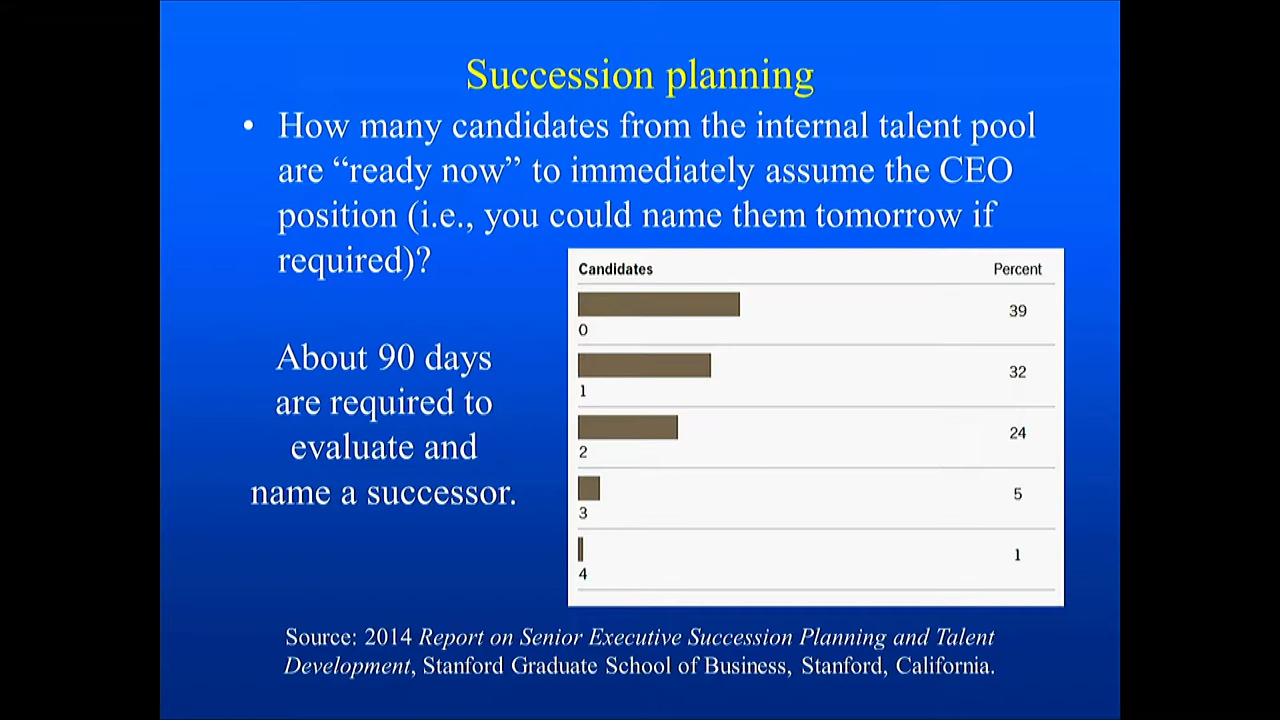 Succession planning
• How many candidates from the internal talent pool
are “ready now” to immediately assume the CEO
position (i.e., you could name them tomorrow if
required)?
About 90 days
are required to
evaluate and
name a successor.
Candidates Percent
39
0
32
1
24
2
5
3
1
4
Source: 2014 Report on Senior Executive Succession Planning and Talent
Development, Stanford Graduate School of Business, Stanford, California.